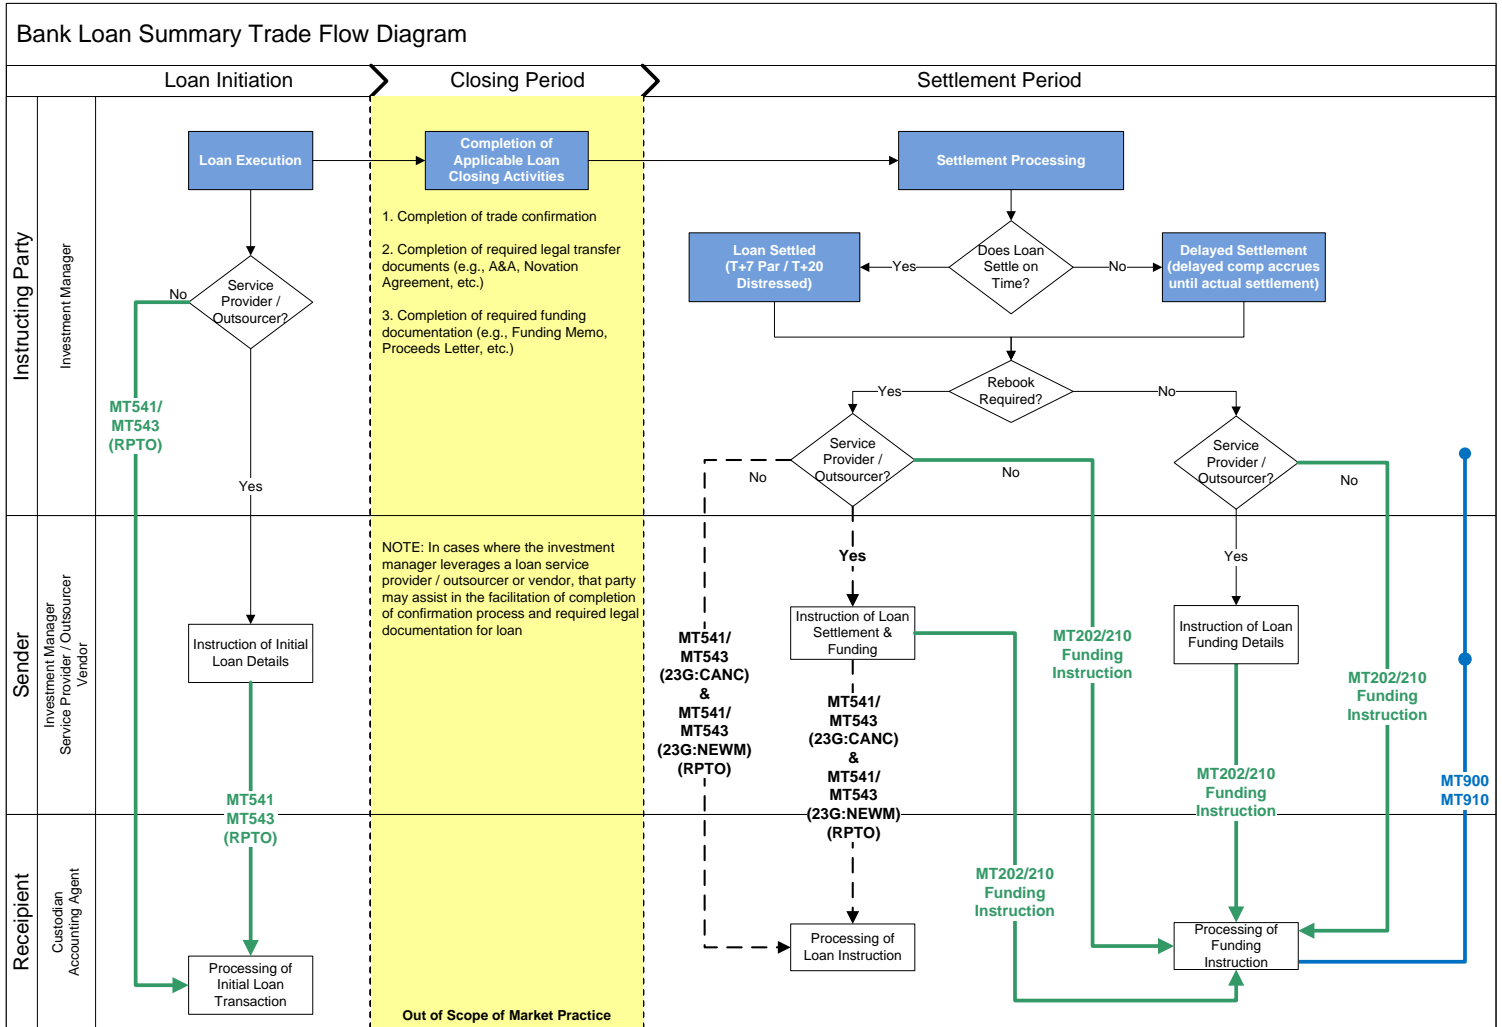 Bank Loan Summary Trade Flow Diagram
Loan Initiation
Closing Period
Settlement Period
Instructing Party
Investment Manager
Loan Execution
Service
Provider /
Outsourcer?
No
MT541/
MT543
(RPTO)
Yes
Completion of
Applicable Loan
Closing Activities
1. Completion of trade confirmation
2. Completion of required legal transfer
documents (e.g., A&A, Novation
Agreement, etc.)
3. Completion of required funding
documentation (e.g., Funding Memo,
Proceeds Letter, etc.)
Settlement Processing
Does Loan
Settle on
Time?
Yes
No
Loan Settled
(T+7 Par / T+20
Distressed)
Delayed Settlement
(delayed comp accrues
until actual settlement)
Rebook
Required?
Yes
No
Service
Provider /
Outsourcer?
No
No
Service
Provider /
Outsourcer?
No
Sender
Investment Manager
Service Provider / Outsourcer
Vendor
Instruction of Initial
Loan Details
MT541
MT543
(RPTO)
NOTE: In cases where the investment
manager leverages a loan service
provider / outsourcer or vendor, that party
may assist in the facilitation of completion
of confirmation process and required legal
documentation for loan
Yes
Instruction of Loan
Settlement &
Funding
MT541/
MT543
(23G:CANC)
&
MT541/
MT543
(23G:NEWM)
(RPTO)
MT541/
MT543
(23G:CANC)
&
MT541/
MT543
(23G:NEWM)
(RPTO)
MT202/210
Funding
Instruction
Yes
Instruction of Loan
Funding Details
MT202/210
Funding
Instruction
MT202/210
Funding
Instruction
MT900
MT910
Receipient
Custodian
Accounting Agent
Processing of
Initial Loan
Transaction
Out of Scope of Market Practice
Processing of
Loan Instruction
MT202/210
Funding
Instruction
Processing of
Funding
Instruction